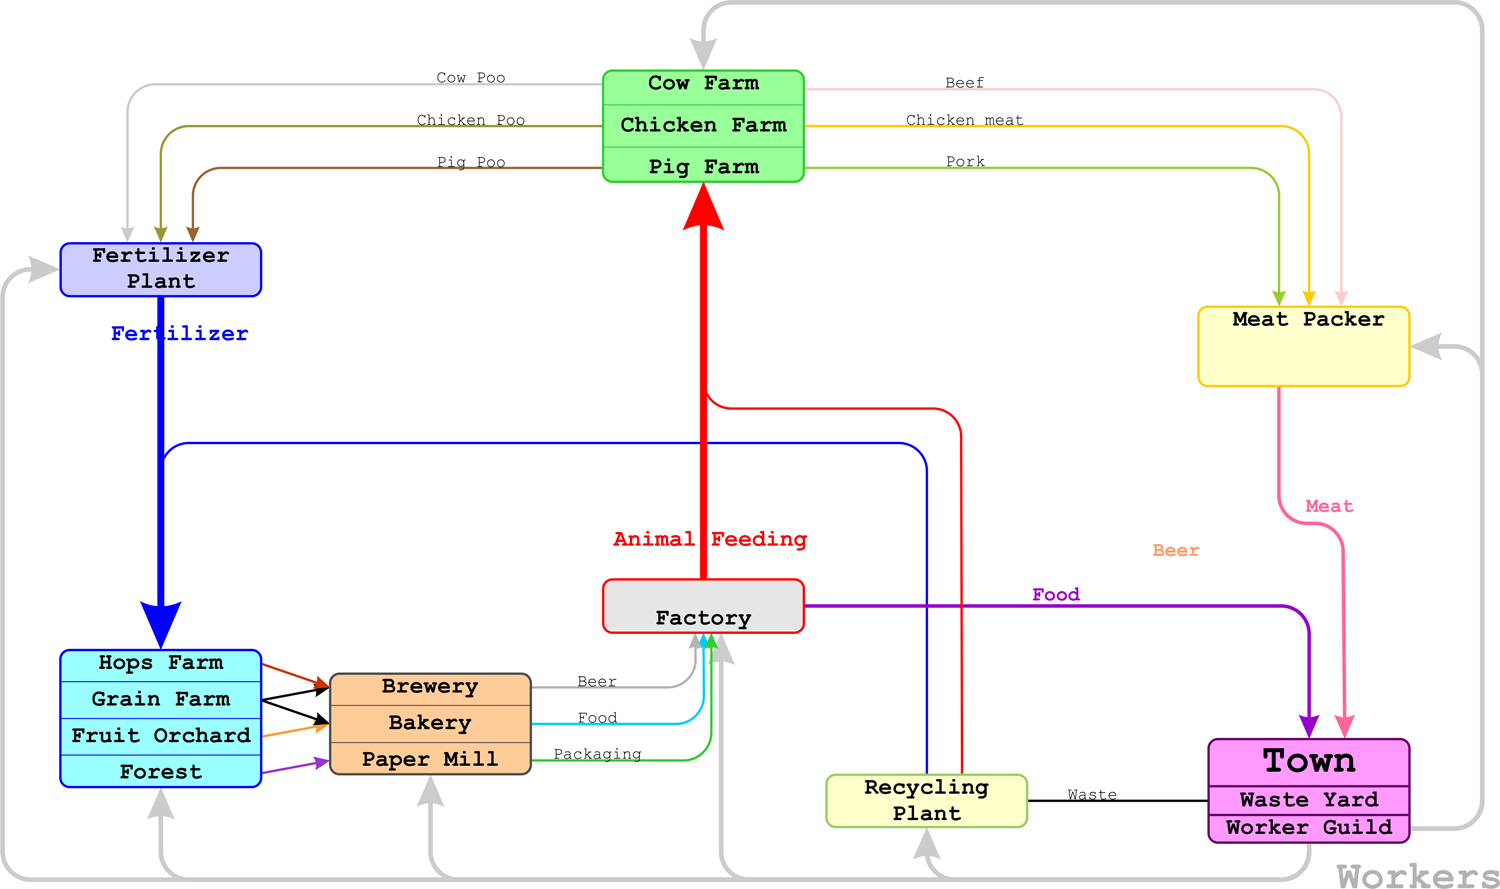 Cow Poo
Cow Farm
Beef
Chicken Poo
Chicken Farm
Chicken meat
Pig Poo
Pig Farm
Pork
Fertilizer
Plant
Fertilizer
Meat Packer
Meat
Animal Feeding
Beer
Food
Factory
Hops Farm
Grain Farm
Fruit Orchard
Forest
Brewery
Bakery
Paper Mill
Beer
Food
Packaging
Recycling
Plant
Waste
Town
Waste Yard
Worker Guild
Workers